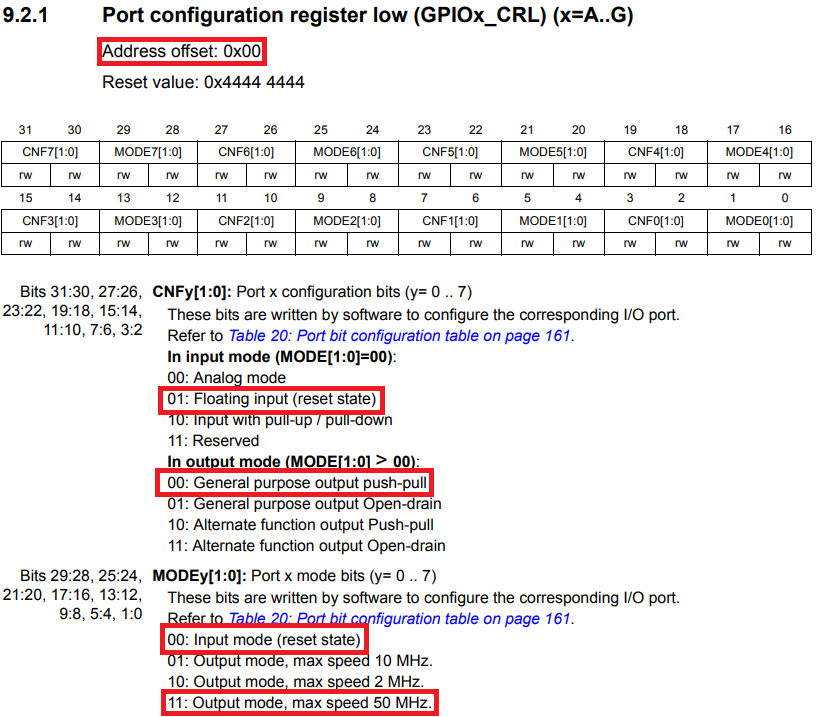 9.2.1 Port configuration register low (GPIOx_CRL) (x=A..G)
Address offset: 0x00
Reset value: 0x4444 4444
31 30 29 28 27 26 25 24 23 22 21 20 19 18 17 16
CNF7[1:0] MODE7[1:0] CNF6[1:0] MODE6[1:0] CNF5[1:0] MODE5[1:0] CNF4[1:0] MODE4[1:0]
rw rw rw rw rw rw rw rw rw rw rw rw rw rw rw rw
15 14 13 12 11 10 9 8 7 6 5 4 3 2 1 0
CNF3[1:0] MODE3[1:0] CNF2[1:0] MODE2[1:0] CNF1[1:0] MODE1[1:0] CNF0[1:0] MODE0[1:0]
rw rw rw rw rw rw rw rw rw rw rw rw rw rw rw rw
Bits 31:30, 27:26, CNFy[1:0]: Port x configuration bits (y= 0 .. 7)
23:22, 19:18, 15:14, These bits are written by software to configure the corresponding I/O port.
11:10, 7:6, 3:2 Refer to Table 20: Port bit configuration table on page 161.
In input mode (MODE[1:0]=00):
00: Analog mode
01: Floating input (reset state)
10: Input with pull-up / pull-down
11: Reserved
In output mode (MODE[1:0] > 00):
00: General purpose output push-pull
01: General purpose output Open-drain
10: Alternate function output Push-pull
11: Alternate function output Open-drain
Bits 29:28, 25:24, MODEy[1:0]: Port x mode bits (y= 0 .. 7)
21:20, 17:16, 13:12, These bits are written by software to configure the corresponding I/O port.
9:8, 5:4, 1:0 Refer to Table 20: Port bit configuration table on page 161.
00: Input mode (reset state)
01: Output mode, max speed 10 MHz.
10: Output mode, max speed 2 MHz.
11: Output mode, max speed 50 MHz.